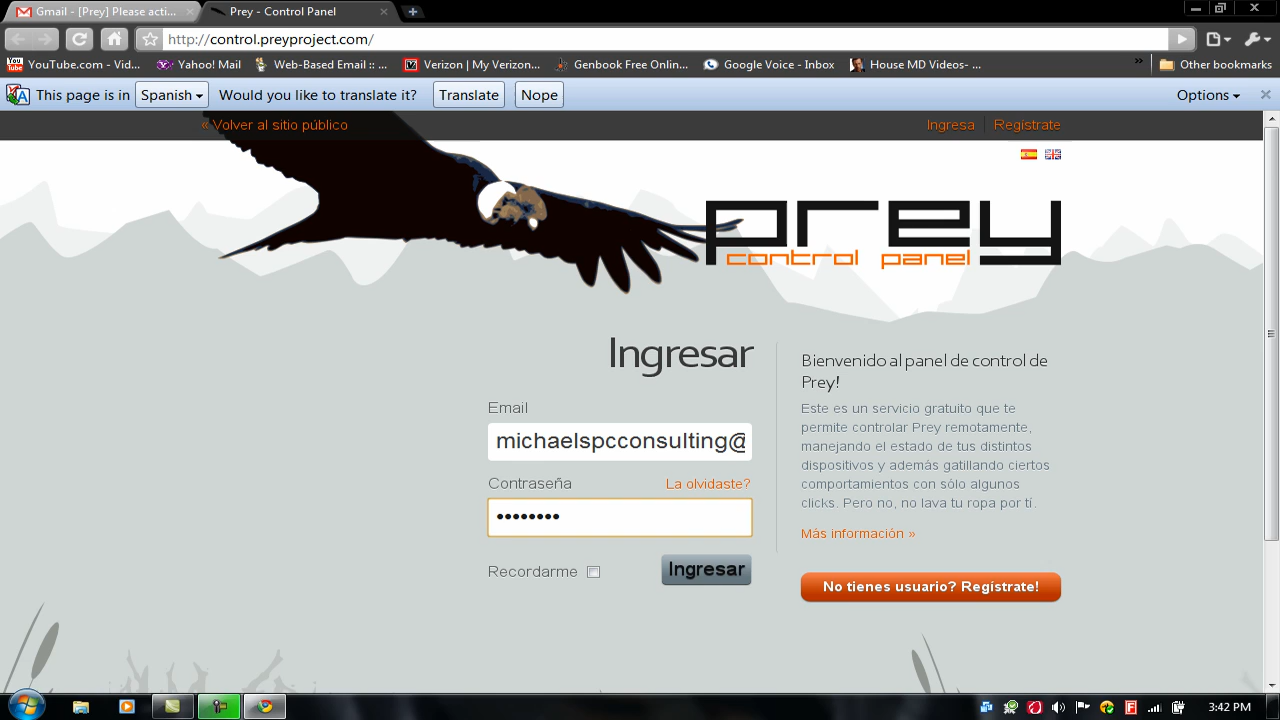 Gmail - [Prey] Please acti...
Prey - Control Panel
http://control.preyproject.com/
YouTube.com - Vid...
Yahoo! Mail
Web-Based Email :: ...
Verizon | My Verizon...
Genbook Free Onlin...
Google Voice - Inbox
House MD Videos- ...
»
Other bookmarks
This page is in
Spanish
Would you like to translate it?
Translate
Nope
Options
« Volver al sitio público
Ingresa
Regístrate
prey
control panel
Ingresar
Email
michaelspcconsulting@
Contraseña
La olvidaste?
Recordarme
Ingresar
Bienvenido al panel de control de
Prey!
Este es un servicio gratuito que te
permite controlar Prey remotamente,
manejando el estado de tus distintos
dispositivos y además gatillando ciertos
comportamientos con sólo algunos
clicks. Pero no, no lava tu ropa por tí.
Más información »
No tienes usuario? Regístrate!
3:42 PM